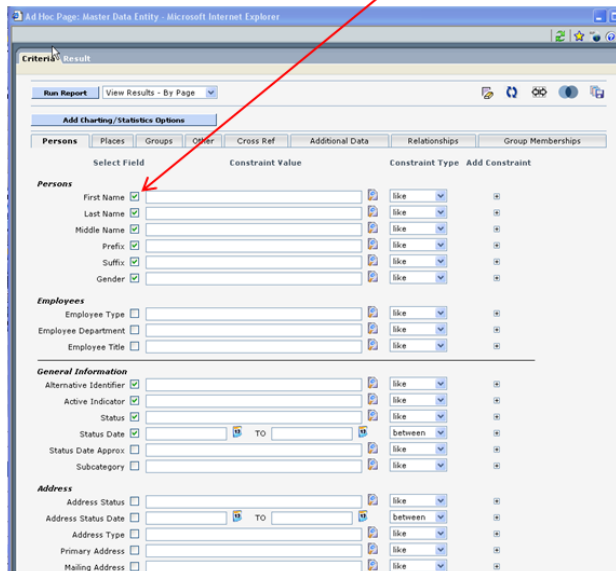 Ad Hoc Page: Master Data Entity - Microsoft Internet Explorer
Criteria Result
Run Report View Results - By Page
Add Charting/Statistics Options
Persons Places Groups Other Cross Ref Additional Data Relationships Group Memberships
Select Field Constraint Value Constraint Type Add Constraint
Persons
First Name like
Last Name like
Middle Name like
Prefix like
Suffix like
Gender like
Employees
Employee Type like
Employee Department like
Employee Title like
General Information
Alternative Identifier like
Active Indicator like
Status like
Status Date TO between
Status Date Approx like
Subcategory like
Address
Address Status like
Address Status Date TO between
Address Type like
Primary Address like
Mailing Address like